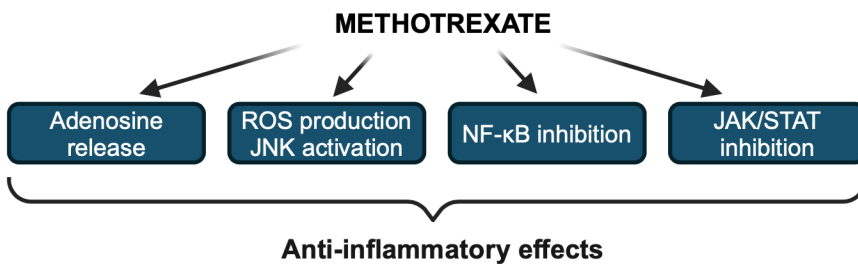 METHOTREXATE
Adenosine
release
ROS production
JNK activation
NF-κB inhibition
JAK/STAT
inhibition
Anti-inflammatory effects